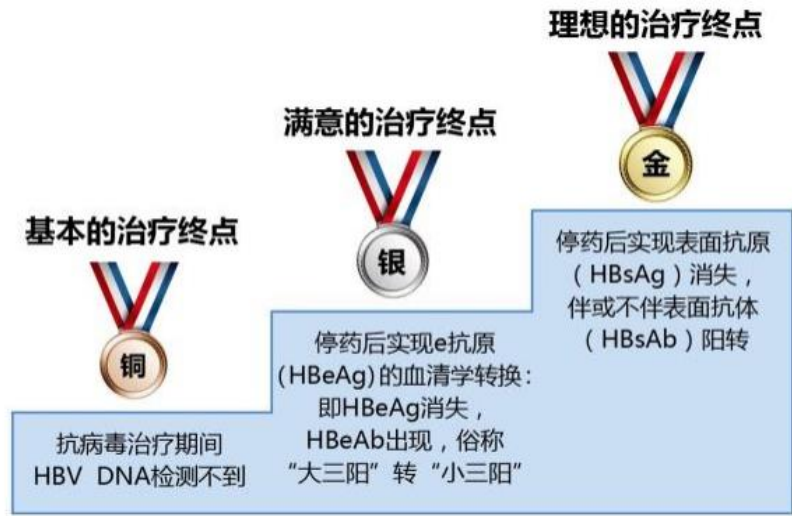 基本的治疗终点
铜
抗病毒治疗期间
HBV DNA检测不到
满意的治疗终点
银
停药后实现e抗原
(HBeAg)的血清学转换：
即HBeAg消失，
HBeAb出现，俗称
“大三阳”转“小三阳”
理想的治疗终点
金
停药后实现表面抗原
（HBsAg）消失，
伴或不伴表面抗体
（HBsAb）阳转